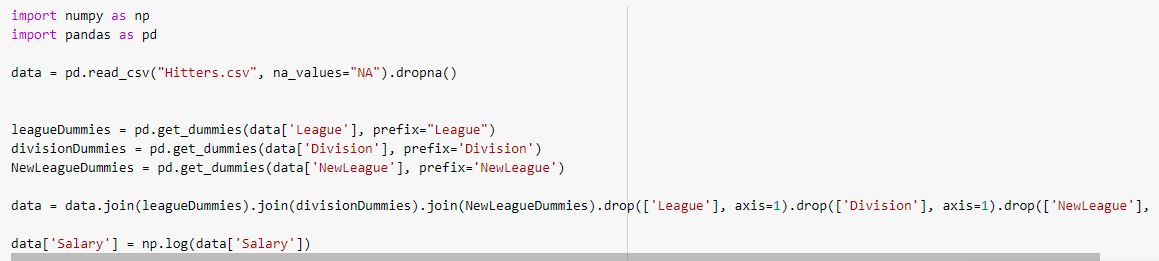 import numpy as np
import pandas as pd
data = pd.read_csv("Hitters.csv", na_values="NA").dropna()
leagueDummies = pd.get_dummies(data['League'], prefix="League")
divisionDummies = pd.get_dummies(data['Division'], prefix='Division')
NewLeagueDummies = pd.get_dummies(data['NewLeague'], prefix='NewLeague')
data = data.join(leagueDummies).join(divisionDummies).join(NewLeagueDummies).drop(['League'], axis=1).drop(['Division'], axis=1).drop(['NewLeague'],
data['Salary'] = np.log(data['Salary'])